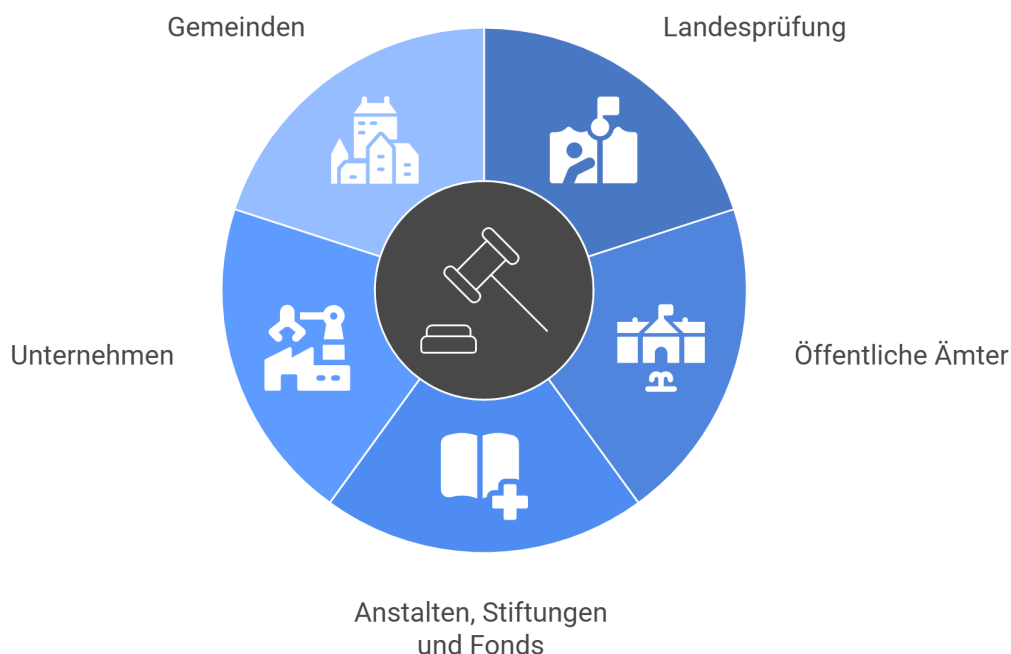 Gemeinden
Landesprüfung
Unternehmen
Öffentliche Ämter
Anstalten, Stiftungen
und Fonds